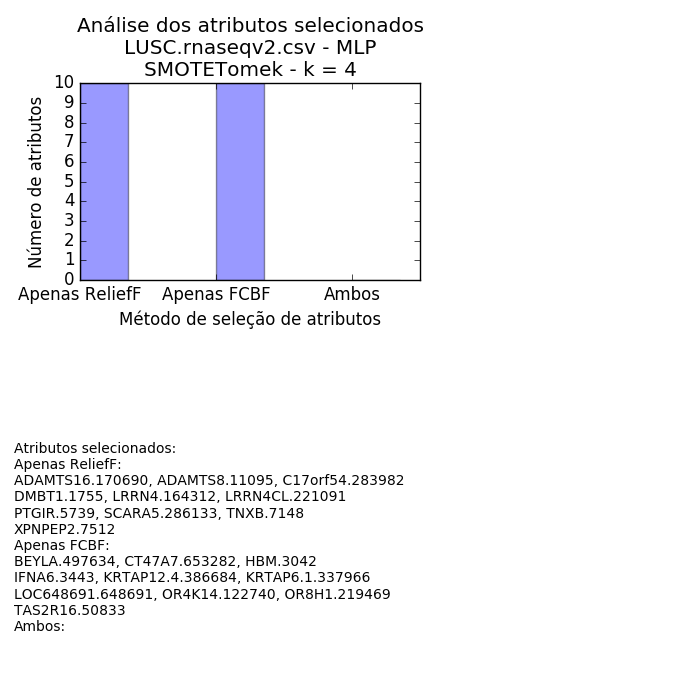 Análise dos atributos selecionados
LUSC.rnaseqv2.csv - MLP
SMOTETomek - k = 4
10
9
8
7
6
5
4
3
2
1
0
Número de atributos
Apenas ReliefF Apenas FCBF Ambos
Método de seleção de atributos
Atributos selecionados:
Apenas ReliefF:
ADAMTS16.170690, ADAMTS8.11095, C17orf54.283982
DMBT1.1755, LRRN4.164312, LRRN4CL.221091
PTGIR.5739, SCARA5.286133, TNXB.7148
XPNPEP2.7512
Apenas FCBF:
BEYLA.497634, CT47A7.653282, HBM.3042
IFNA6.3443, KRTAP12.4.386684, KRTAP6.1.337966
LOC648691.648691, OR4K14.122740, OR8H1.219469
TAS2R16.50833
Ambos: